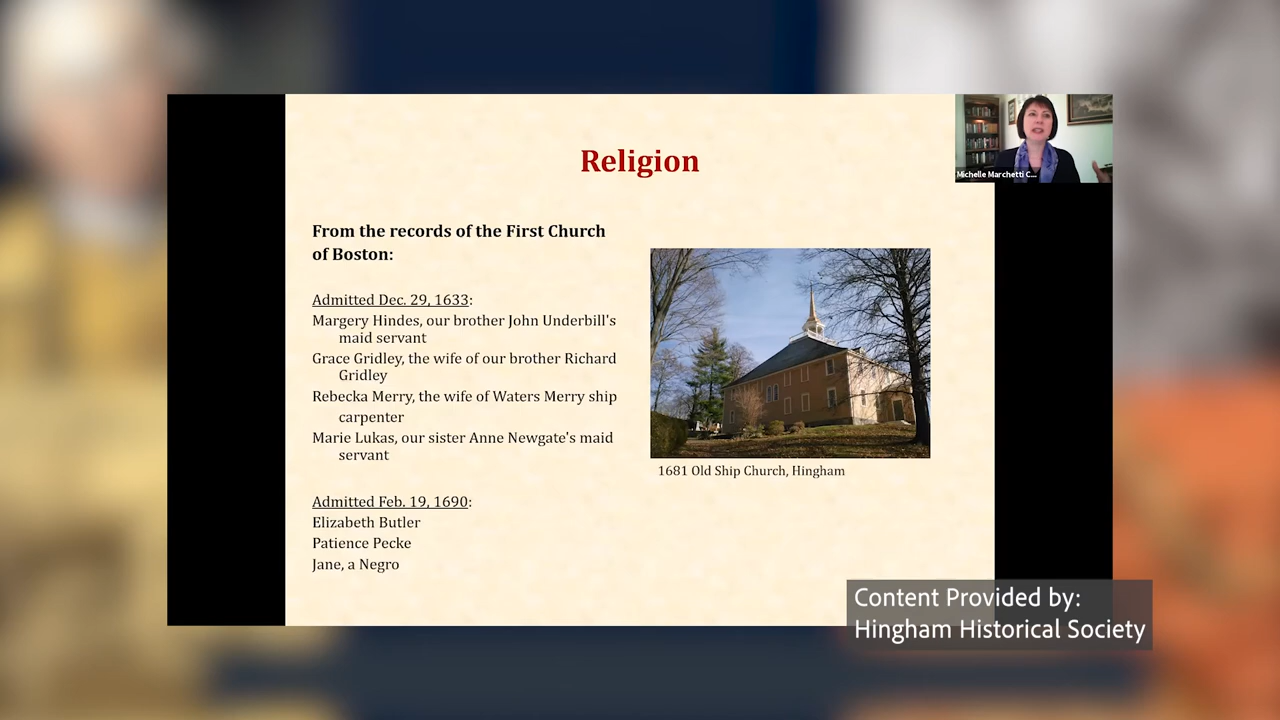 Religion
Michelle Marchetti C...
From the records of the First Church
of Boston:
Admitted Dec. 29, 1633:
Margery Hindes, our brother John Underbill's
maid servant
Grace Gridley, the wife of our brother Richard
Gridley
Rebecka Merry, the wife of Waters Merry ship
carpenter
Marie Lukas, our sister Anne Newgate's maid
servant
Admitted Feb. 19, 1690:
Elizabeth Butler
Patience Pecke
Jane, a Negro
1681 Old Ship Church, Hingham
Content Provided by:
Hingham Historical Society